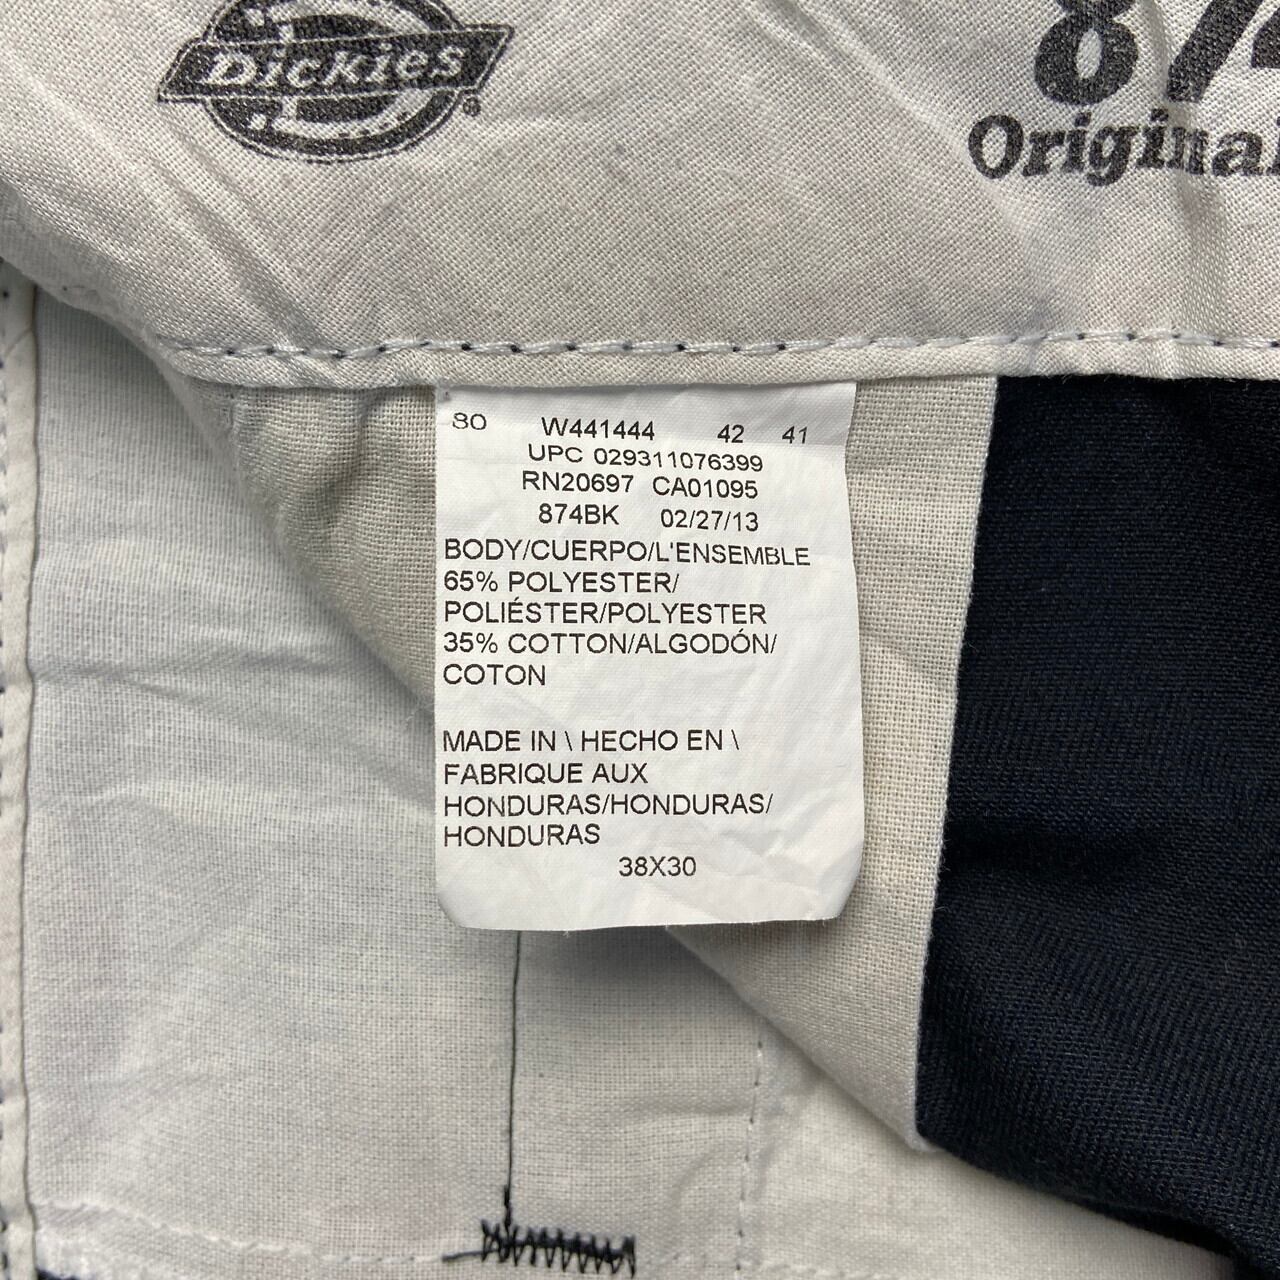 Dickies®
874
Original
80 W441444 42 41
UPC 029311076399
RN20697 CA01095
874BK 02/27/13
BODY/CUERPO/L'ENSEMBLE
65% POLYESTER/
POLIÉSTER/POLYESTER
35% COTTON/ALGODÓN/
COTON
MADE IN \ HECHO EN \
FABRIQUE AUX
HONDURAS/HONDURAS/
HONDURAS
38X30